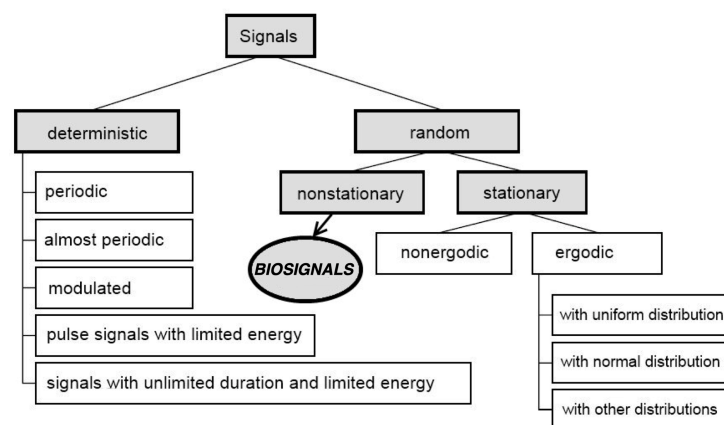 Signals
deterministic
random
periodic
almost periodic
modulated
pulse signals with limited energy
signals with unlimited duration and limited energy
nonstationary
stationary
BIOSIGNALS
nonergodic
ergodic
with uniform distribution
with normal distribution
with other distributions